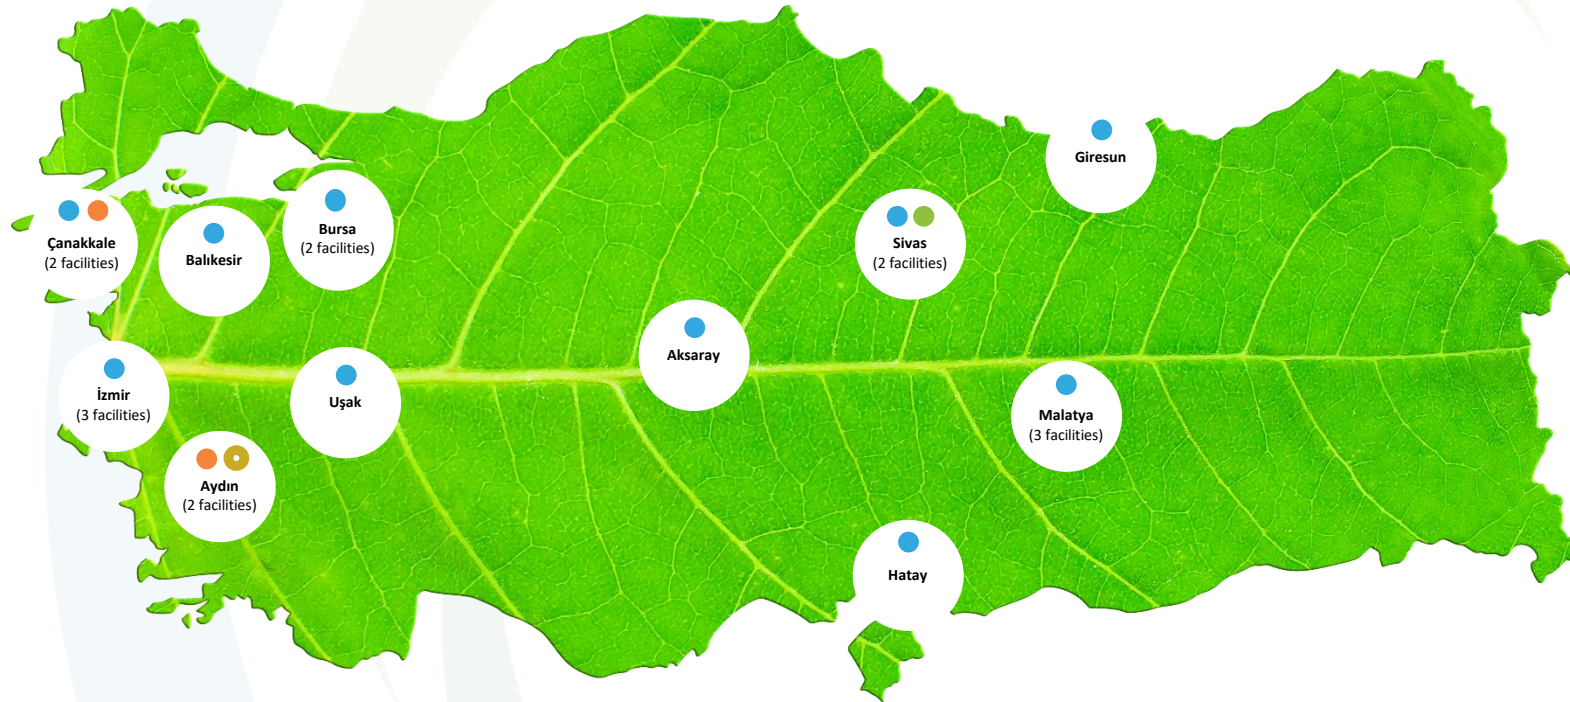 Giresun
Çanakkale
(2 facilities)
Balıkesir
Bursa
(2 facilities)
Sivas
(2 facilities)
Aksaray
İzmir
(3 facilities)
Uşak
Malatya
(3 facilities)
Aydın
(2 facilities)
Hatay